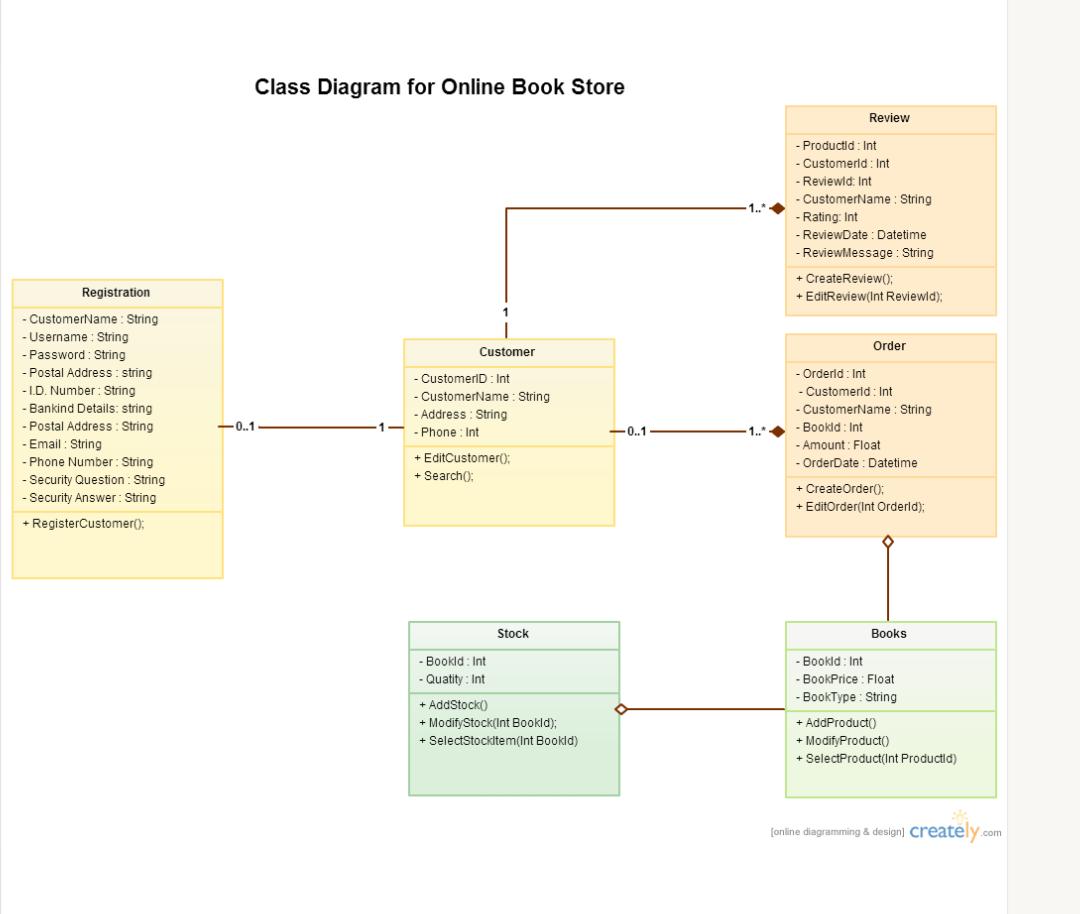 Class Diagram for Online Book Store
Review
- ProductId : Int
- CustomerId : Int
- ReviewId: Int
- CustomerName : String
- Rating: Int
- ReviewDate : Datetime
- ReviewMessage : String
+ CreateReview();
+ EditReview(Int ReviewId);
1..*
1
Registration
- CustomerName : String
- Username : String
- Password : String
- Postal Address : string
- I.D. Number : String
- Bankind Details: string
- Postal Address : String
- Email : String
- Phone Number : String
- Security Question : String
- Security Answer : String
+ RegisterCustomer();
0..1
1
Customer
- CustomerID : Int
- CustomerName : String
- Address : String
- Phone : Int
+ EditCustomer();
+ Search();
0..1
1..*
Order
- OrderId : Int
- CustomerId : Int
- CustomerName : String
- BookId : Int
- Amount : Float
- OrderDate : Datetime
+ CreateOrder();
+ EditOrder(Int OrderId);
Stock
- BookId : Int
- Quatity : Int
+ AddStock()
+ ModifyStock(Int BookId);
+ SelectStockItem(Int BookId)
Books
- BookId : Int
- BookPrice : Float
- BookType : String
+ AddProduct()
+ ModifyProduct()
+ SelectProduct(Int ProductId)
[online diagramming & design] creately.com